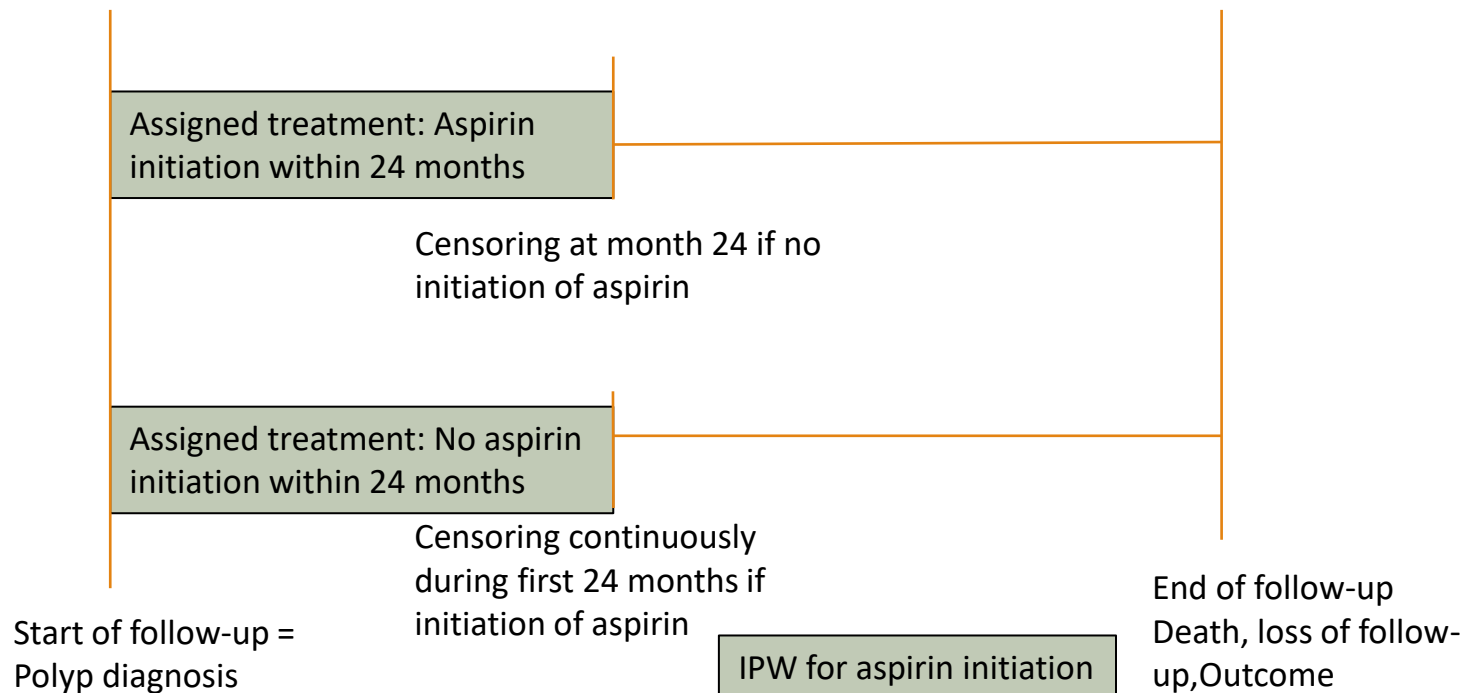 Assigned treatment: Aspirin
initiation within 24 months
Censoring at month 24 if no
initiation of aspirin
Assigned treatment: No aspirin
initiation within 24 months
Censoring continuously
during first 24 months if
initiation of aspirin
Start of follow-up =
Polyp diagnosis
IPW for aspirin initiation
End of follow-up
Death, loss of follow-
up,Outcome